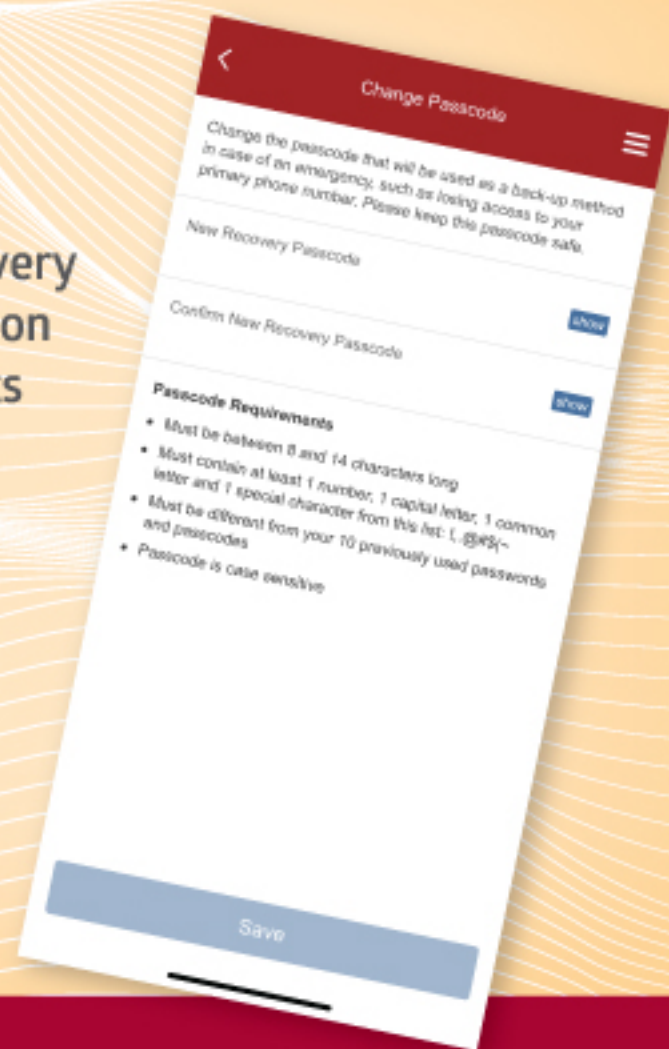 very
on
ts
Change Passcode
Change the passcode that will be used as a back-up method
in case of an emergency, such as losing access to your
primary phone number. Please keep this passcode safe.
New Recovery Passcode
show
Confirm New Recovery Passcode
show
Passcode Requirements
• Must be between 8 and 14 characters long
• Must contain at least 1 number, 1 capital letter, 1 common
letter and 1 special character from this list:
• Must be different from your 10 previously used passwords
and passcodes
• Passcode is case sensitive
Save